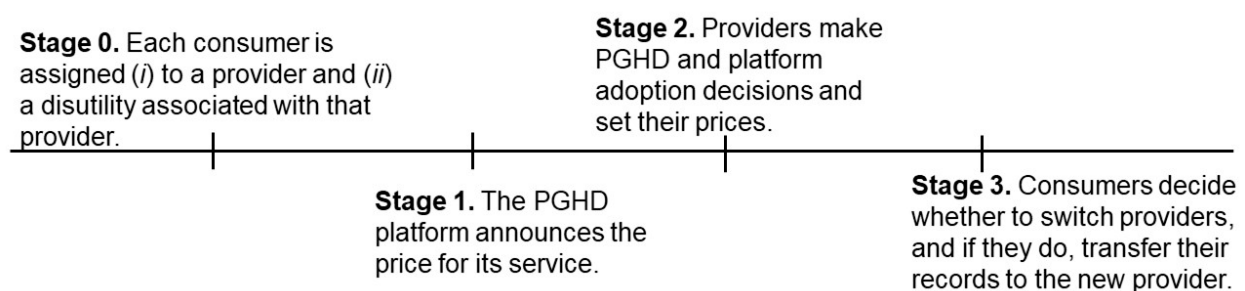 Stage 0. Each consumer is
assigned (i) to a provider and (ii)
a disutility associated with that
provider.
Stage 1. The PGHD
platform announces the
price for its service.
Stage 2. Providers make
PGHD and platform
adoption decisions and
set their prices.
Stage 3. Consumers decide
whether to switch providers,
and if they do, transfer their
records to the new provider.